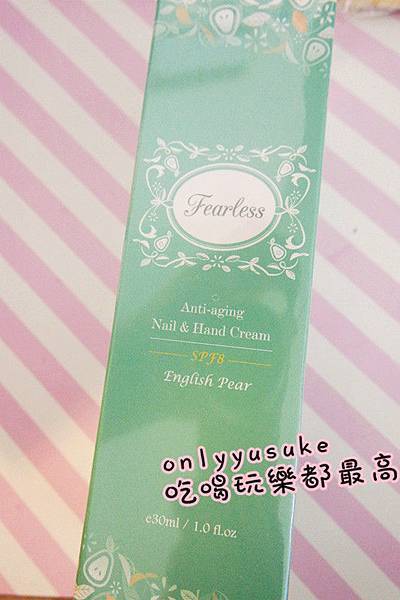 Fearless
Anti-aging
Nail & Hand Cream
SPF8
English Pear
onlyyusuke
吃喝玩樂都最高
e30ml / 1.0 fl.oz